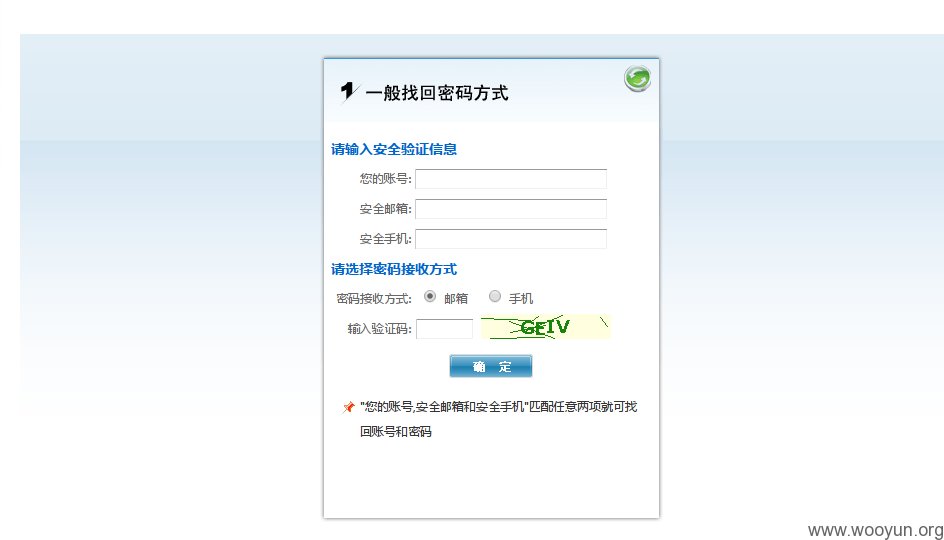 1 一般找回密码方式
请输入安全验证信息
您的账号:
安全邮箱:
安全手机:
请选择密码接收方式
密码接收方式: 邮箱 手机
输入验证码: GEIV
确 定
"您的账号,安全邮箱和安全手机"匹配任意两项就可找
回账号和密码
www.wooyun.org